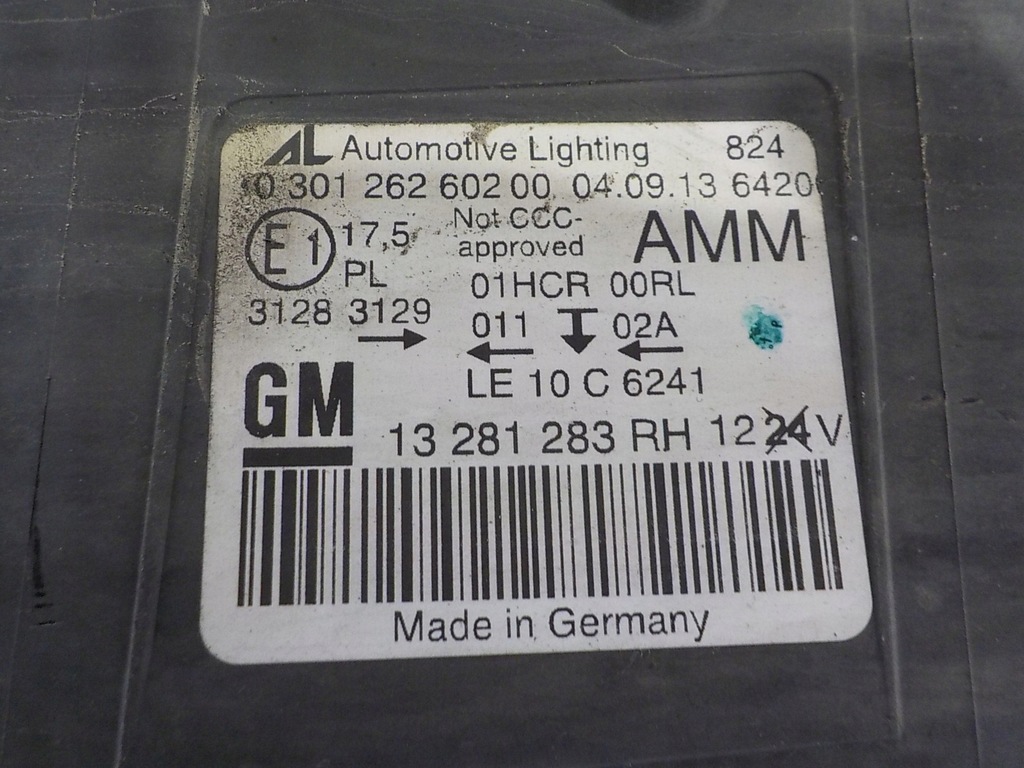 AL Automotive Lighting 824
0 301 262 602 00 04.09.13 6420
E1 17,5 Not CCC- AMM
PL approved
01HCR 00RL
3128 3129 011 02A
→ ← ↓ ←
LE 10 C 6241
GM
13 281 283 RH 12 24 V
Made in Germany